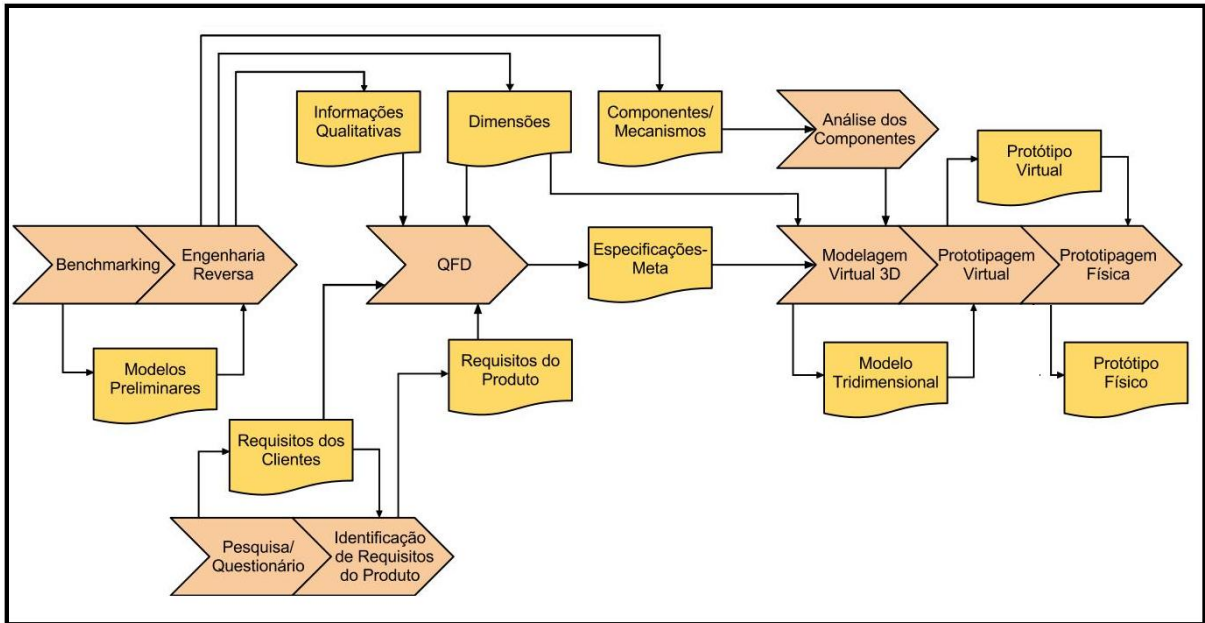 Informações
Qualitativas
Dimensões
Componentes/
Mecanismos
Análise dos
Componentes
Protótipo
Virtual
Benchmarking
Engenharia
Reversa
QFD
Especificações-
Meta
Modelagem
Virtual 3D
Prototipagem
Virtual
Prototipagem
Física
Modelos
Preliminares
Requisitos do
Produto
Modelo
Tridimensional
Protótipo
Físico
Requisitos dos
Clientes
Pesquisa/
Questionário
Identificação
de Requisitos
do Produto